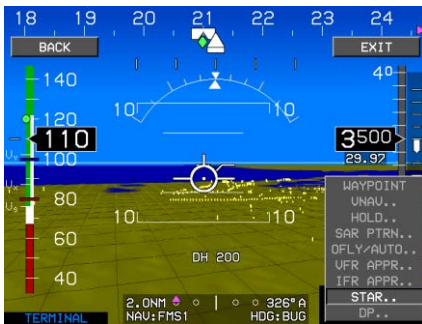 18 19 20 21 22 23 24
BACK
EXIT
140
40
10 10
120
110
3500
100
29.97
WAYPOINT
VNAV..
80
HOLD..
SAR PTRN..
10 10
OFLY/AUTO..
60
VFR APPR..
DH 200
IFR APPR..
40
STAR..
2.0NM 326° A
DP..
TERMINAL
NAV:FMS1 HDG:BUG